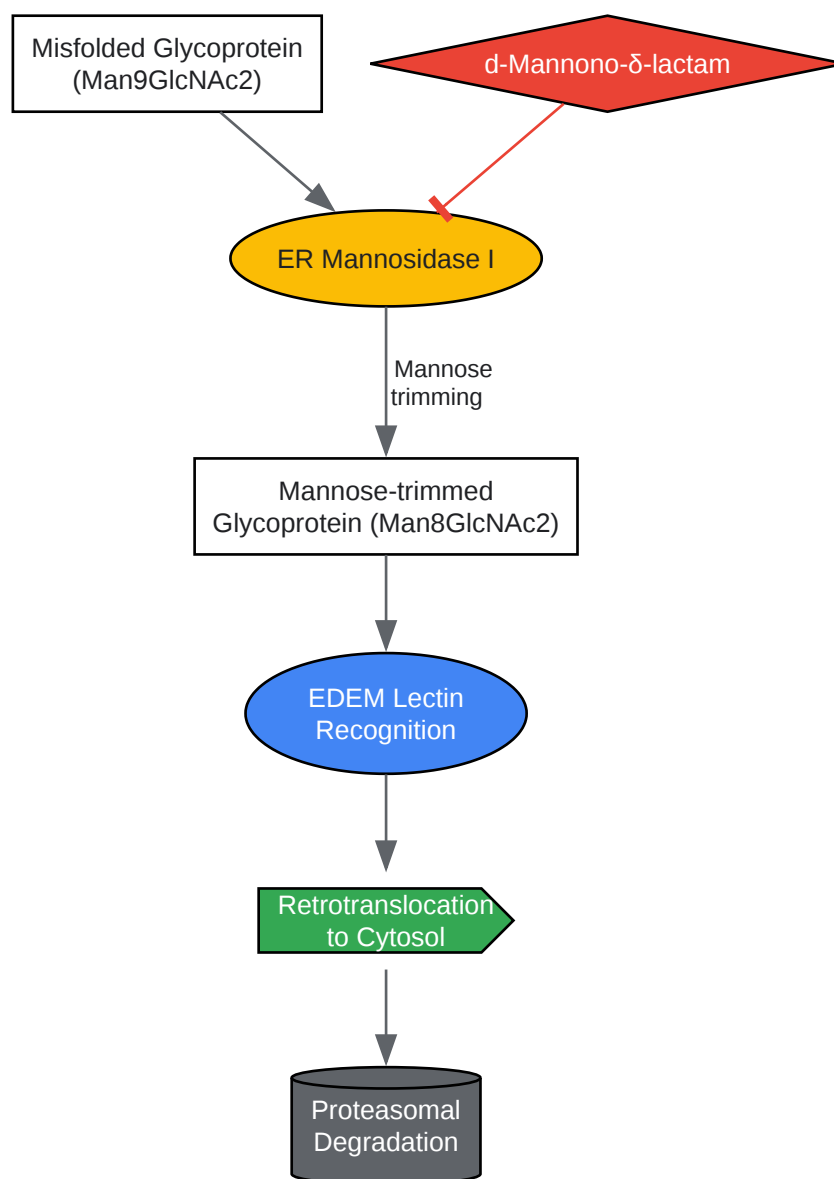 Misfolded Glycoprotein
(Man9GlcNAc2)
d-Mannono-δ-lactam
ER Mannosidase I
Mannose
trimming
Mannose-trimmed
Glycoprotein (Man8GlcNAc2)
EDEM Lectin
Recognition
Retrotranslocation
to Cytosol
Proteasomal
Degradation